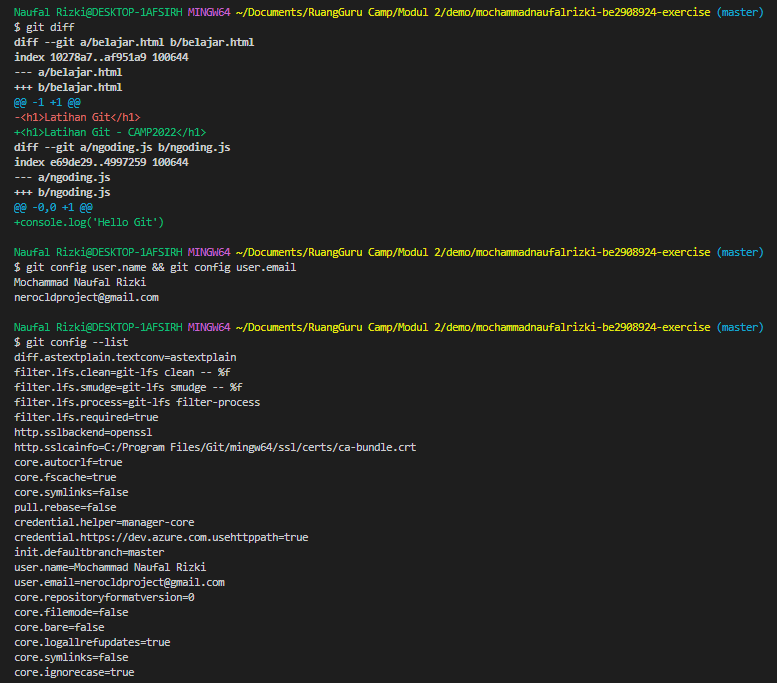 Naufal Rizki@DESKTOP-1AFSIRH MINGW64 ~/Documents/RuangGuru Camp/Modul 2/demo/mochammadnaufalrizki-be2908924-exercise (master)
$ git diff
diff --git a/belajar.html b/belajar.html
index 10278a7..af951a9 100644
--- a/belajar.html
+++ b/belajar.html
@@ -1 +1 @@
-<h1>Latihan Git</h1>
+<h1>Latihan Git - CAMP2022</h1>
diff --git a/ngoding.js b/ngoding.js
index e69de29..4997259 100644
--- a/ngoding.js
+++ b/ngoding.js
@@ -0,0 +1 @@
+console.log('Hello Git')
Naufal Rizki@DESKTOP-1AFSIRH MINGW64 ~/Documents/RuangGuru Camp/Modul 2/demo/mochammadnaufalrizki-be2908924-exercise (master)
$ git config user.name && git config user.email
Mochammad Naufal Rizki
nerocldproject@gmail.com
Naufal Rizki@DESKTOP-1AFSIRH MINGW64 ~/Documents/RuangGuru Camp/Modul 2/demo/mochammadnaufalrizki-be2908924-exercise (master)
$ git config --list
diff.astextplain.textconv=astextplain
filter.lfs.clean=git-lfs clean -- %f
filter.lfs.smudge=git-lfs smudge -- %f
filter.lfs.process=git-lfs filter-process
filter.lfs.required=true
http.sslbackend=openssl
http.sslcainfo=C:/Program Files/Git/mingw64/ssl/certs/ca-bundle.crt
core.autocrlf=true
core.fscache=true
core.symlinks=false
pull.rebase=false
credential.helper=manager-core
credential.https://dev.azure.com.usehttppath=true
init.defaultbranch=master
user.name=Mochammad Naufal Rizki
user.email=nerocldproject@gmail.com
core.repositoryformatversion=0
core.filemode=false
core.bare=false
core.logallrefupdates=true
core.symlinks=false
core.ignorecase=true